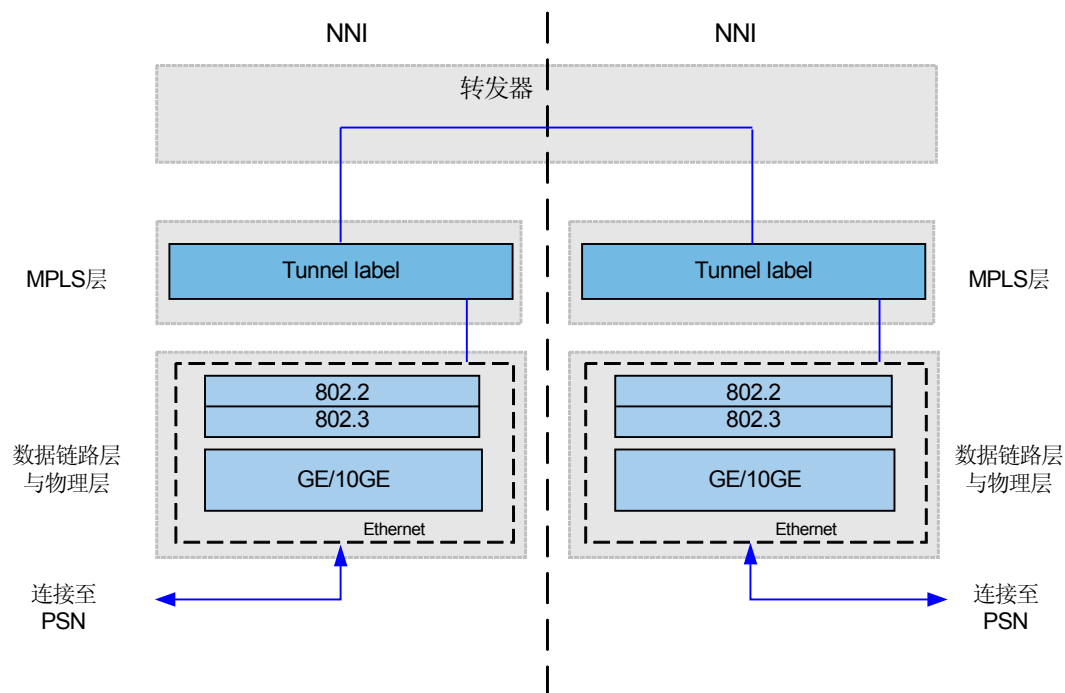 NNI
NNI
转发器
MPLS层
Tunnel label
Tunnel label
MPLS层
802.2
802.3
802.2
802.3
数据链路层
与物理层
GE/10GE
GE/10GE
数据链路层
与物理层
Ethernet
Ethernet
连接至
PSN
连接至
PSN